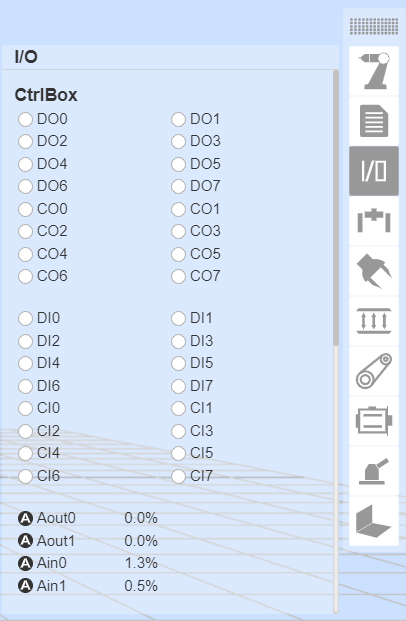 I/O
CtrlBox
DO0 DO1
DO2 DO3
DO4 DO5
DO6 DO7
CO0 CO1
CO2 CO3
CO4 CO5
CO6 CO7
DI0 DI1
DI2 DI3
DI4 DI5
DI6 DI7
CI0 CI1
CI2 CI3
CI4 CI5
CI6 CI7
A Aout0 0.0%
A Aout1 0.0%
A Ain0 1.3%
A Ain1 0.5%
I/O